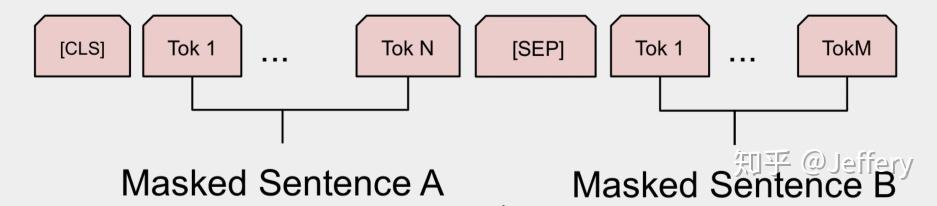 [CLS] Tok 1 ... Tok N [SEP] Tok 1 ... TokM
知乎 @Jeffery
Masked Sentence A Masked Sentence B